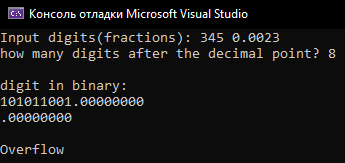 Консоль отладки Microsoft Visual Studio
Input digits(fractions): 345 0.0023
how many digits after the decimal point? 8
digit in binary:
101011001.00000000
.00000000
Overflow